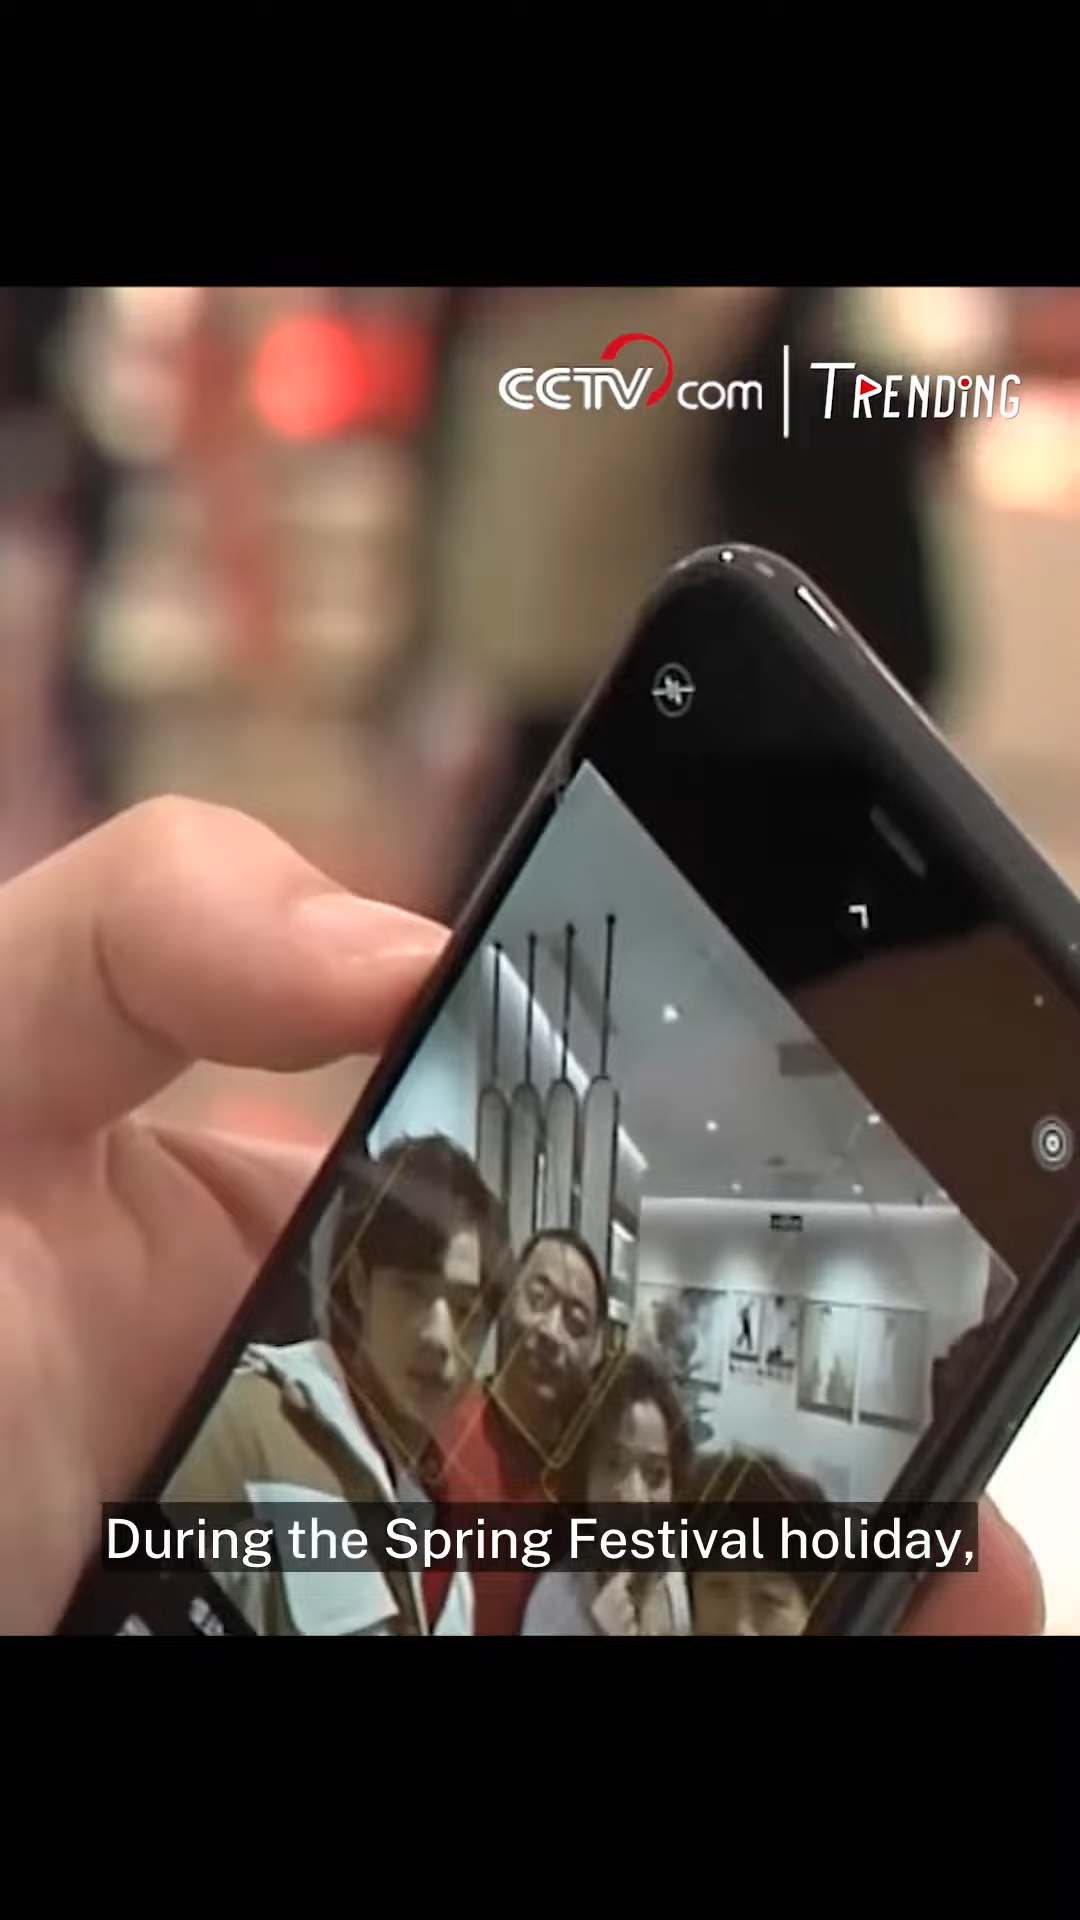 CCTV com | TRENDING
During the Spring Festival holiday,